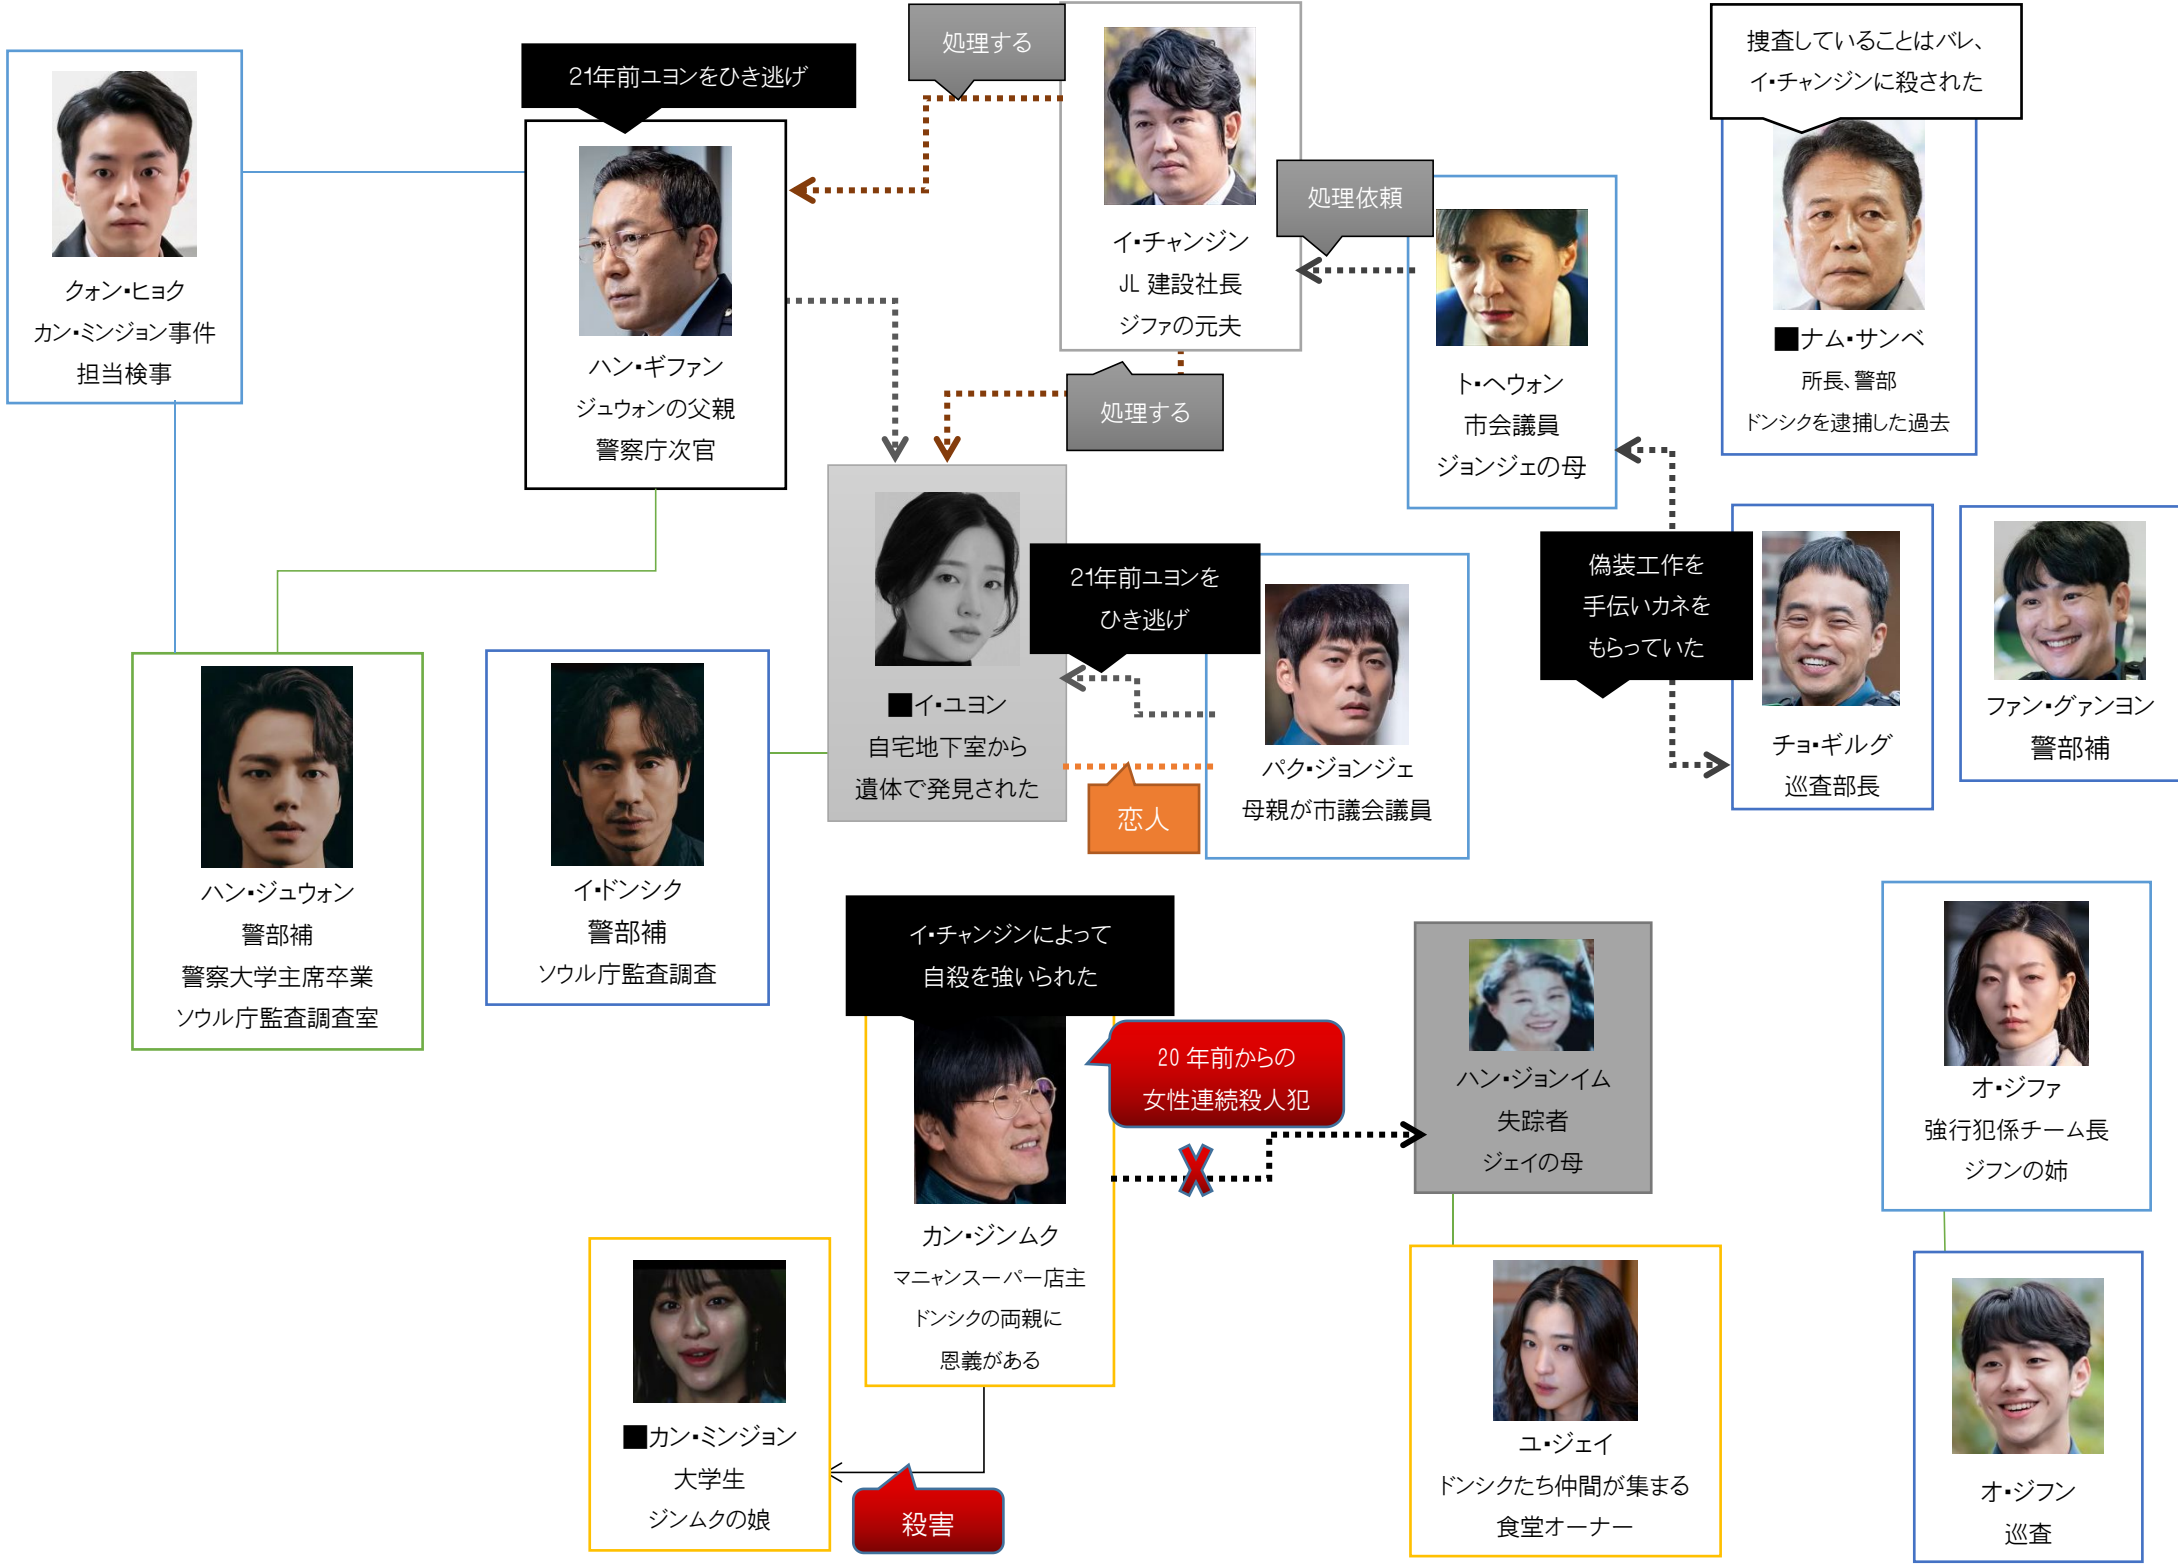 処理する
21年前ユヨンをひき逃げ
捜査していることはバレ、
イ・チャンジンに殺された
クォン・ヒョク
カン・ミンジョン事件
担当検事
ハン・ギファン
ジュウォンの父親
警察庁次官
イ・チャンジン
JL 建設社長
ジファの元夫
処理依頼
ト・ヘウォン
市会議員
ジョンジェの母
■ナム・サンベ
所長、警部
ドンシクを逮捕した過去
処理する
■イ・ユヨン
自宅地下室から
遺体で発見された
21年前ユヨンを
ひき逃げ
恋人
パク・ジョンジェ
母親が市議会議員
偽装工作を
手伝いカネを
もらっていた
チョ・ギルグ
巡査部長
ファン・グァンヨン
警部補
ハン・ジュウォン
警部補
警察大学主席卒業
ソウル庁監査調査室
イ・ドンシク
警部補
ソウル庁監査調査
イ・チャンジンによって
自殺を強いられた
20 年前からの
女性連続殺人犯
カン・ジンムク
マニャンスーパー店主
ドンシクの両親に
恩義がある
ハン・ジョンイム
失踪者
ジェイの母
オ・ジファ
強行犯係チーム長
ジフンの姉
■カン・ミンジョン
大学生
ジンムクの娘
殺害
ユ・ジェイ
ドンシクたち仲間が集まる
食堂オーナー
オ・ジフン
巡査